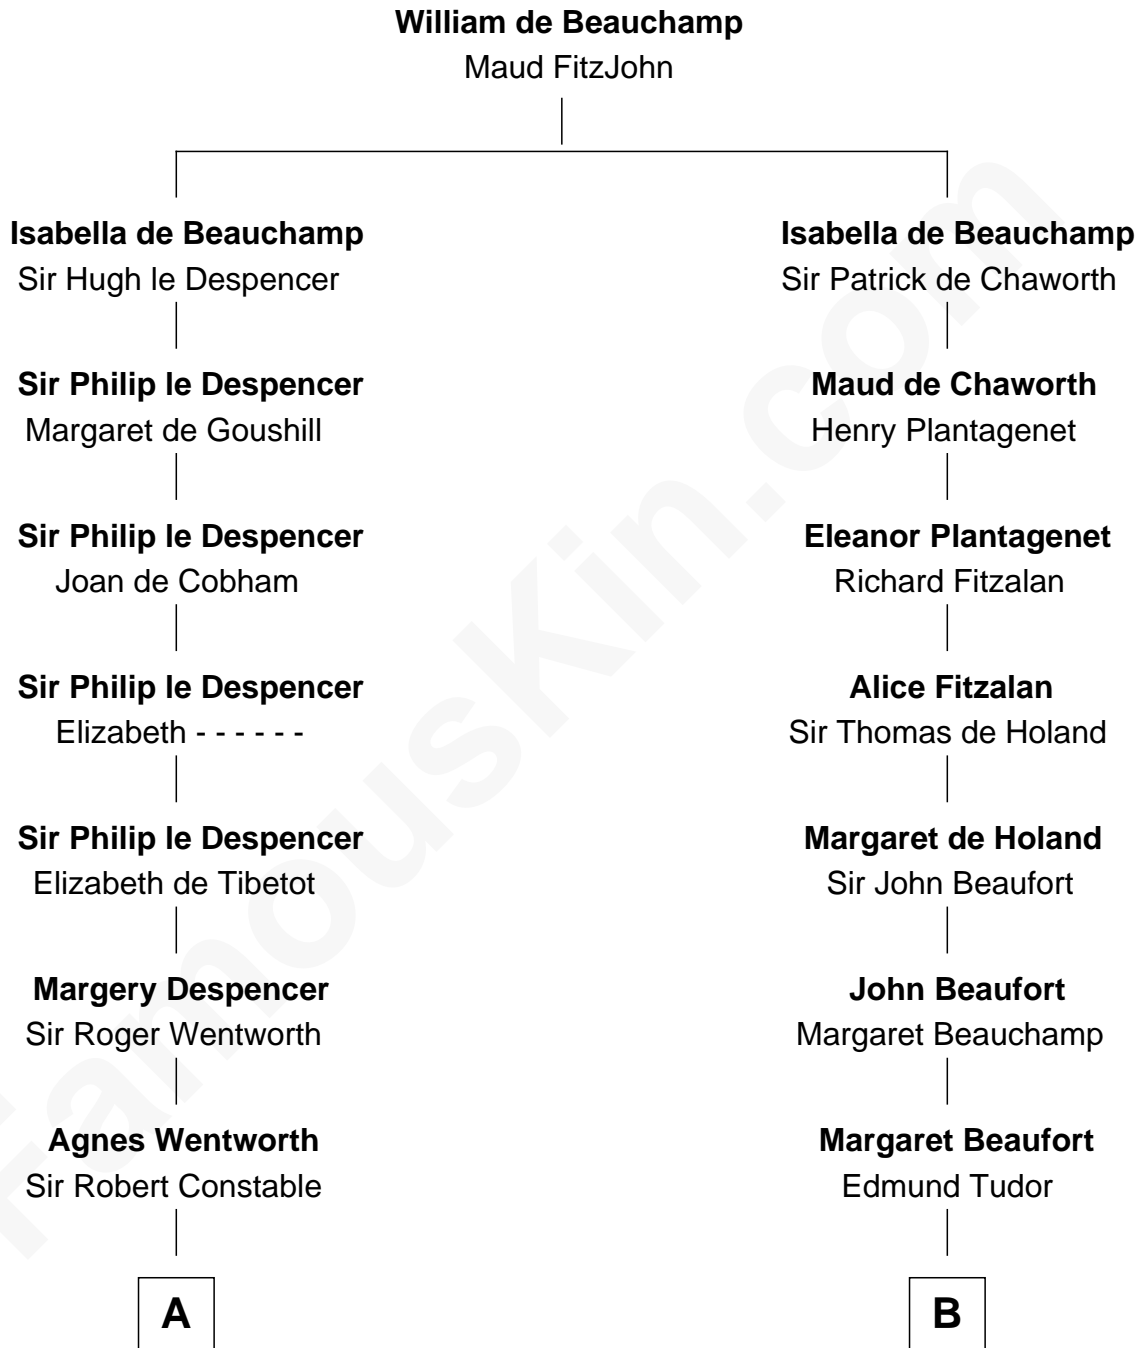 William de Beauchamp
Maud FitzJohn
Isabella de Beauchamp
Sir Hugh le Despencer
Isabella de Beauchamp
Sir Patrick de Chaworth
Sir Philip le Despencer
Margaret de Goushill
Maud de Chaworth
Henry Plantagenet
Sir Philip le Despencer
Joan de Cobham
Eleanor Plantagenet
Richard Fitzalan
Sir Philip le Despencer
Elizabeth - - - - - -
Alice Fitzalan
Sir Thomas de Holand
Sir Philip le Despencer
Elizabeth de Tibetot
Margaret de Holand
Sir John Beaufort
Margery Despencer
Sir Roger Wentworth
John Beaufort
Margaret Beauchamp
Agnes Wentworth
Sir Robert Constable
Margaret Beaufort
Edmund Tudor
A
B
FamousKin.com